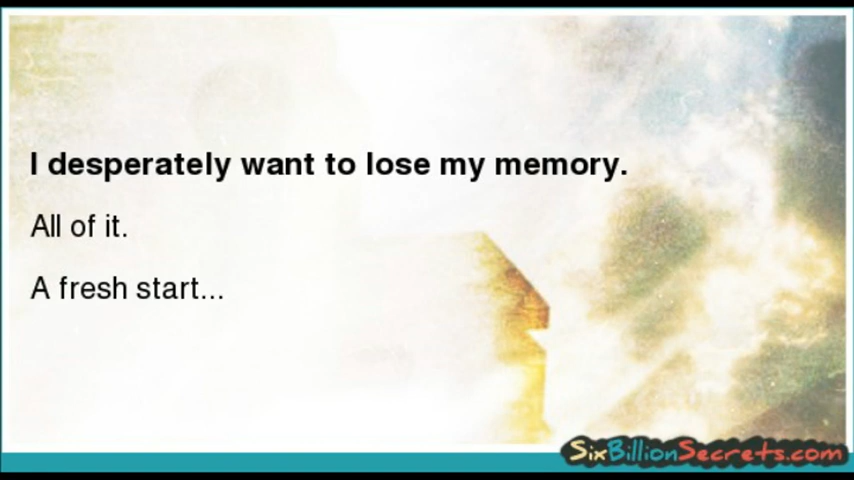 I desperately want to lose my memory.
All of it.
A fresh start...
SixBillionSecrets.com